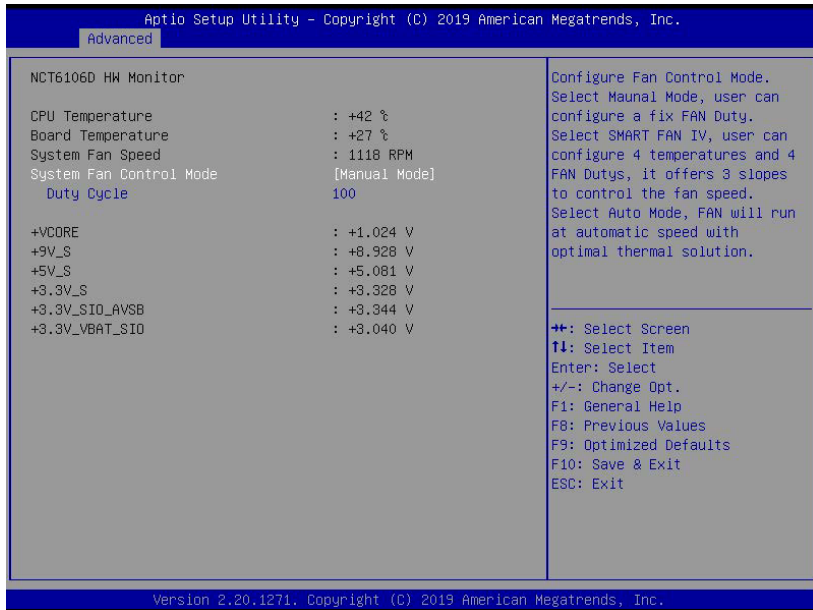 Aptio Setup Utility – Copyright (C) 2019 American Megatrends, Inc.
Advanced
NCT6106D HW Monitor
CPU Temperature : +42 ℃
Board Temperature : +27 ℃
System Fan Speed : 1118 RPM
System Fan Control Mode [Manual Mode]
Duty Cycle 100
+VCORE : +1.024 V
+9V_S : +8.928 V
+5V_S : +5.081 V
+3.3V_S : +3.328 V
+3.3V_SIO_AVSB : +3.344 V
+3.3V_VBAT_SIO : +3.040 V
Configure Fan Control Mode.
Select Maunal Mode, user can
configure a fix FAN Duty.
Select SMART FAN IV, user can
configure 4 temperatures and 4
FAN Dutys, it offers 3 slopes
to control the fan speed.
Select Auto Mode, FAN will run
at automatic speed with
optimal thermal solution.
→←: Select Screen
↑↓: Select Item
Enter: Select
+/-: Change Opt.
F1: General Help
F8: Previous Values
F9: Optimized Defaults
F10: Save & Exit
ESC: Exit
Version 2.20.1271. Copyright (C) 2019 American Megatrends, Inc.